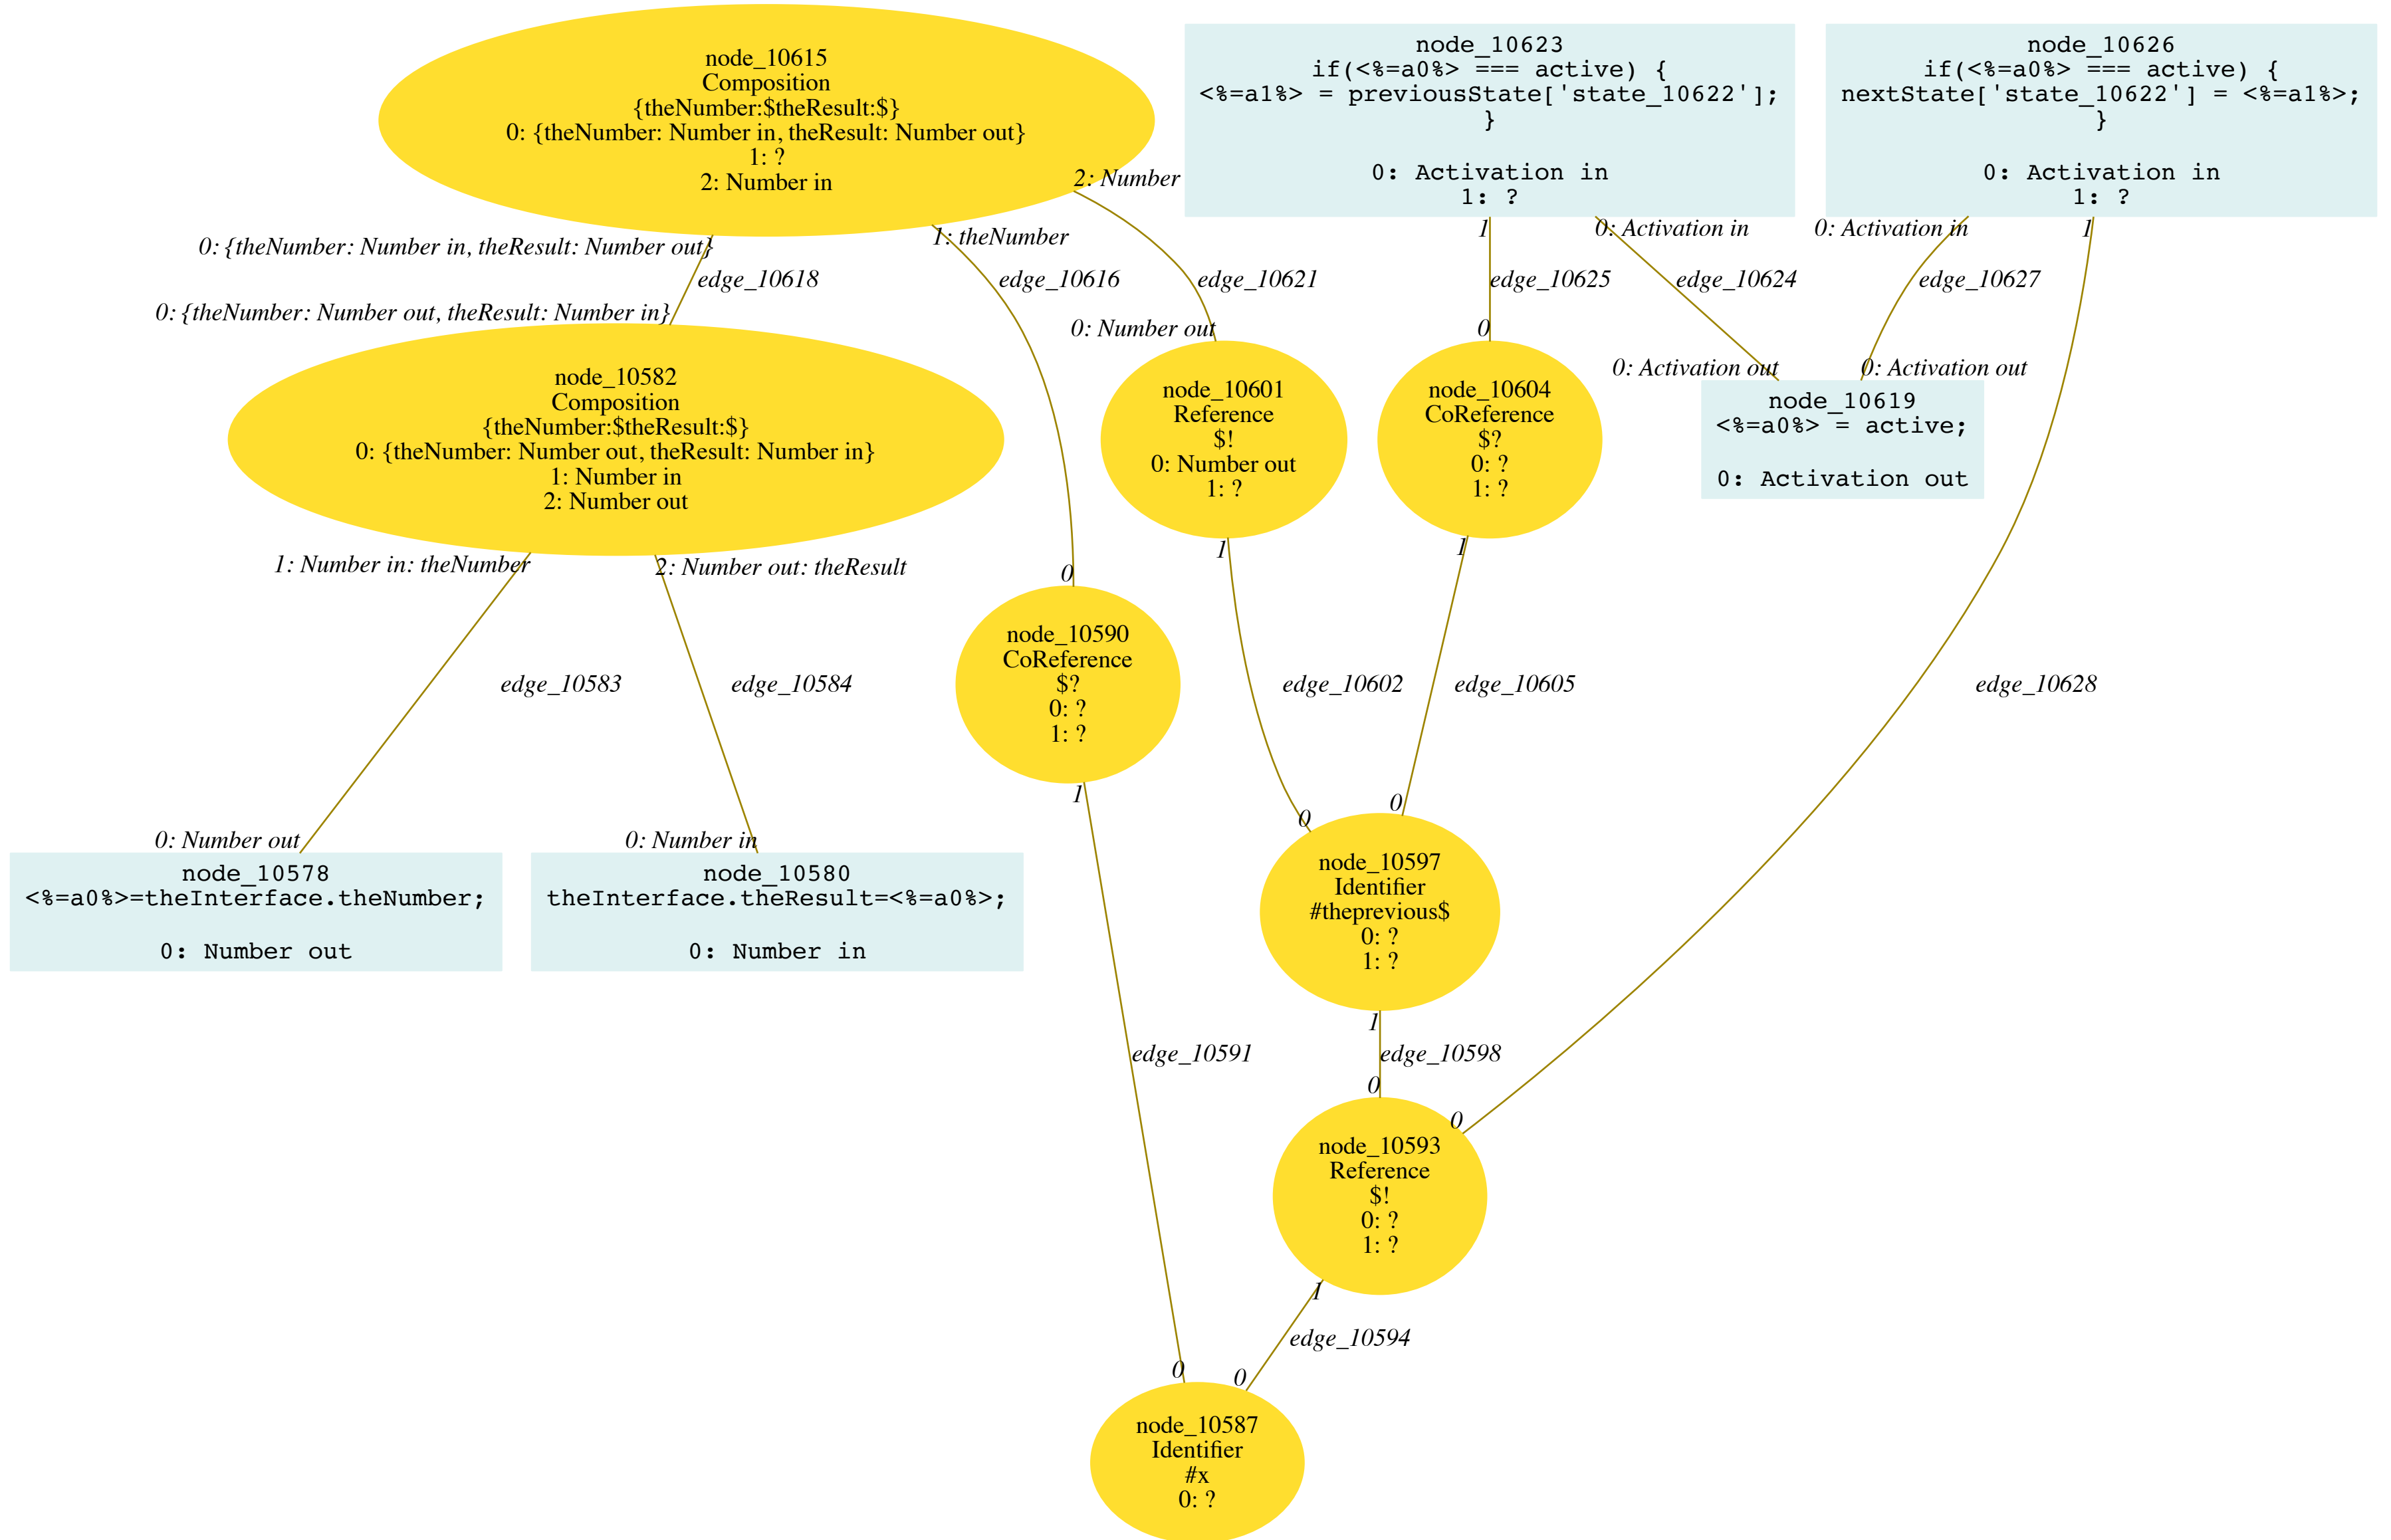 node_10615
Composition
{theNumber:$theResult:$}
0: {theNumber: Number in, theResult: Number out}
1: ?
2: Number in
node_10623
if(<%=a0%> === active) {
<%=a1%> = previousState['state_10622'];
}
0: Activation in
1: ?
node_10626
if(<%=a0%> === active) {
nextState['state_10622'] = <%=a1%>;
}
0: Activation in
1: ?
2: Number
0: {theNumber: Number in, theResult: Number out}
1: theNumber
1
0: Activation in
0: Activation in
1
edge_10618
edge_10616
edge_10621
edge_10625
edge_10624
edge_10627
0: {theNumber: Number out, theResult: Number in}
0: Number out
0
0: Activation out
0: Activation out
node_10582
Composition
{theNumber:$theResult:$}
0: {theNumber: Number out, theResult: Number in}
1: Number in
2: Number out
node_10601
Reference
$!
0: Number out
1: ?
node_10604
CoReference
$?
0: ?
1: ?
node_10619
<%=a0%> = active;
0: Activation out
1: Number in: theNumber
2: Number out: theResult
1
1
0
node_10590
CoReference
$?
0: ?
1: ?
edge_10583
edge_10584
edge_10602
edge_10605
edge_10628
1
0: Number out
0: Number in
0
0
node_10578
<%=a0%>=theInterface.theNumber;
0: Number out
node_10580
theInterface.theResult=<%=a0%>;
0: Number in
node_10597
Identifier
#theprevious$
0: ?
1: ?
1
edge_10591
edge_10598
0
0
node_10593
Reference
$!
0: ?
1: ?
1
edge_10594
0
0
node_10587
Identifier
#x
0: ?